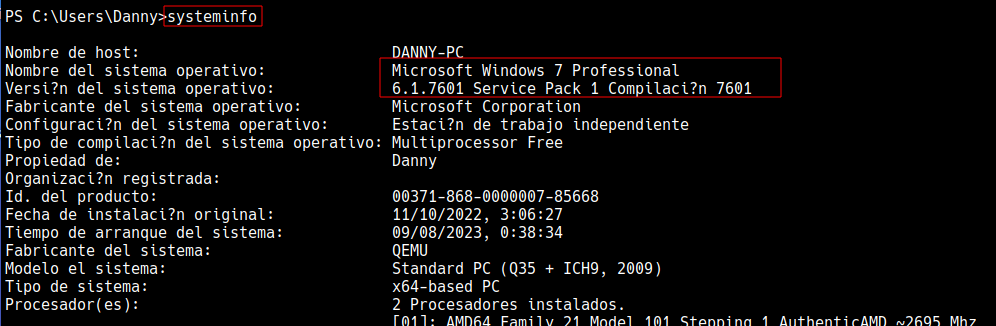 PS C:\Users\Danny>systeminfo
Nombre de host: DANNY-PC
Nombre del sistema operativo: Microsoft Windows 7 Professional
Versi?n del sistema operativo: 6.1.7601 Service Pack 1 Compilaci?n 7601
Fabricante del sistema operativo: Microsoft Corporation
Configuraci?n del sistema operativo: Estaci?n de trabajo independiente
Tipo de compilaci?n del sistema operativo: Multiprocessor Free
Propiedad de: Danny
Organizaci?n registrada:
Id. del producto: 00371-868-0000007-85668
Fecha de instalaci?n original: 11/10/2022, 3:06:27
Tiempo de arranque del sistema: 09/08/2023, 0:38:34
Fabricante del sistema: QEMU
Modelo el sistema: Standard PC (Q35 + ICH9, 2009)
Tipo de sistema: x64-based PC
Procesador(es): 2 Procesadores instalados.
[01]: AMD64 Family 21 Model 101 Stepping 1 AuthenticAMD ~2695 Mhz